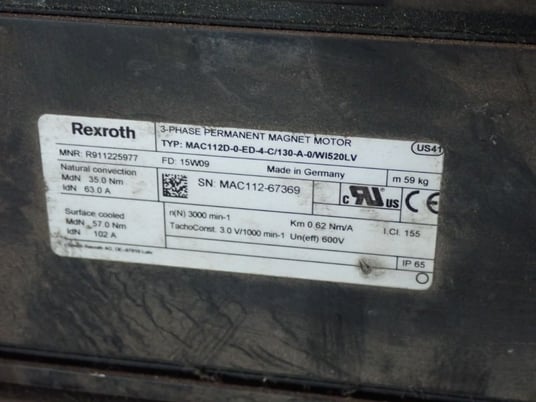 Rexroth
3-PHASE PERMANENT MAGNET MOTOR
TYP: MAC112D-0-ED-4-C/130-A-0/WI520LV
US41
MNR: R911225977
FD: 15W09
Made in Germany
m 59 kg
Natural convection
MdN 35.0 Nm
IdN 63.0 A
SN: MAC112-67369
c RU us CE
Surface cooled
MdN 57.0 Nm
IdN 102 A
n(N) 3000 min-1
Km 0.62 Nm/A
I.Cl. 155
TachoConst. 3.0 V/1000 min-1 Un(eff) 600V
IP 65